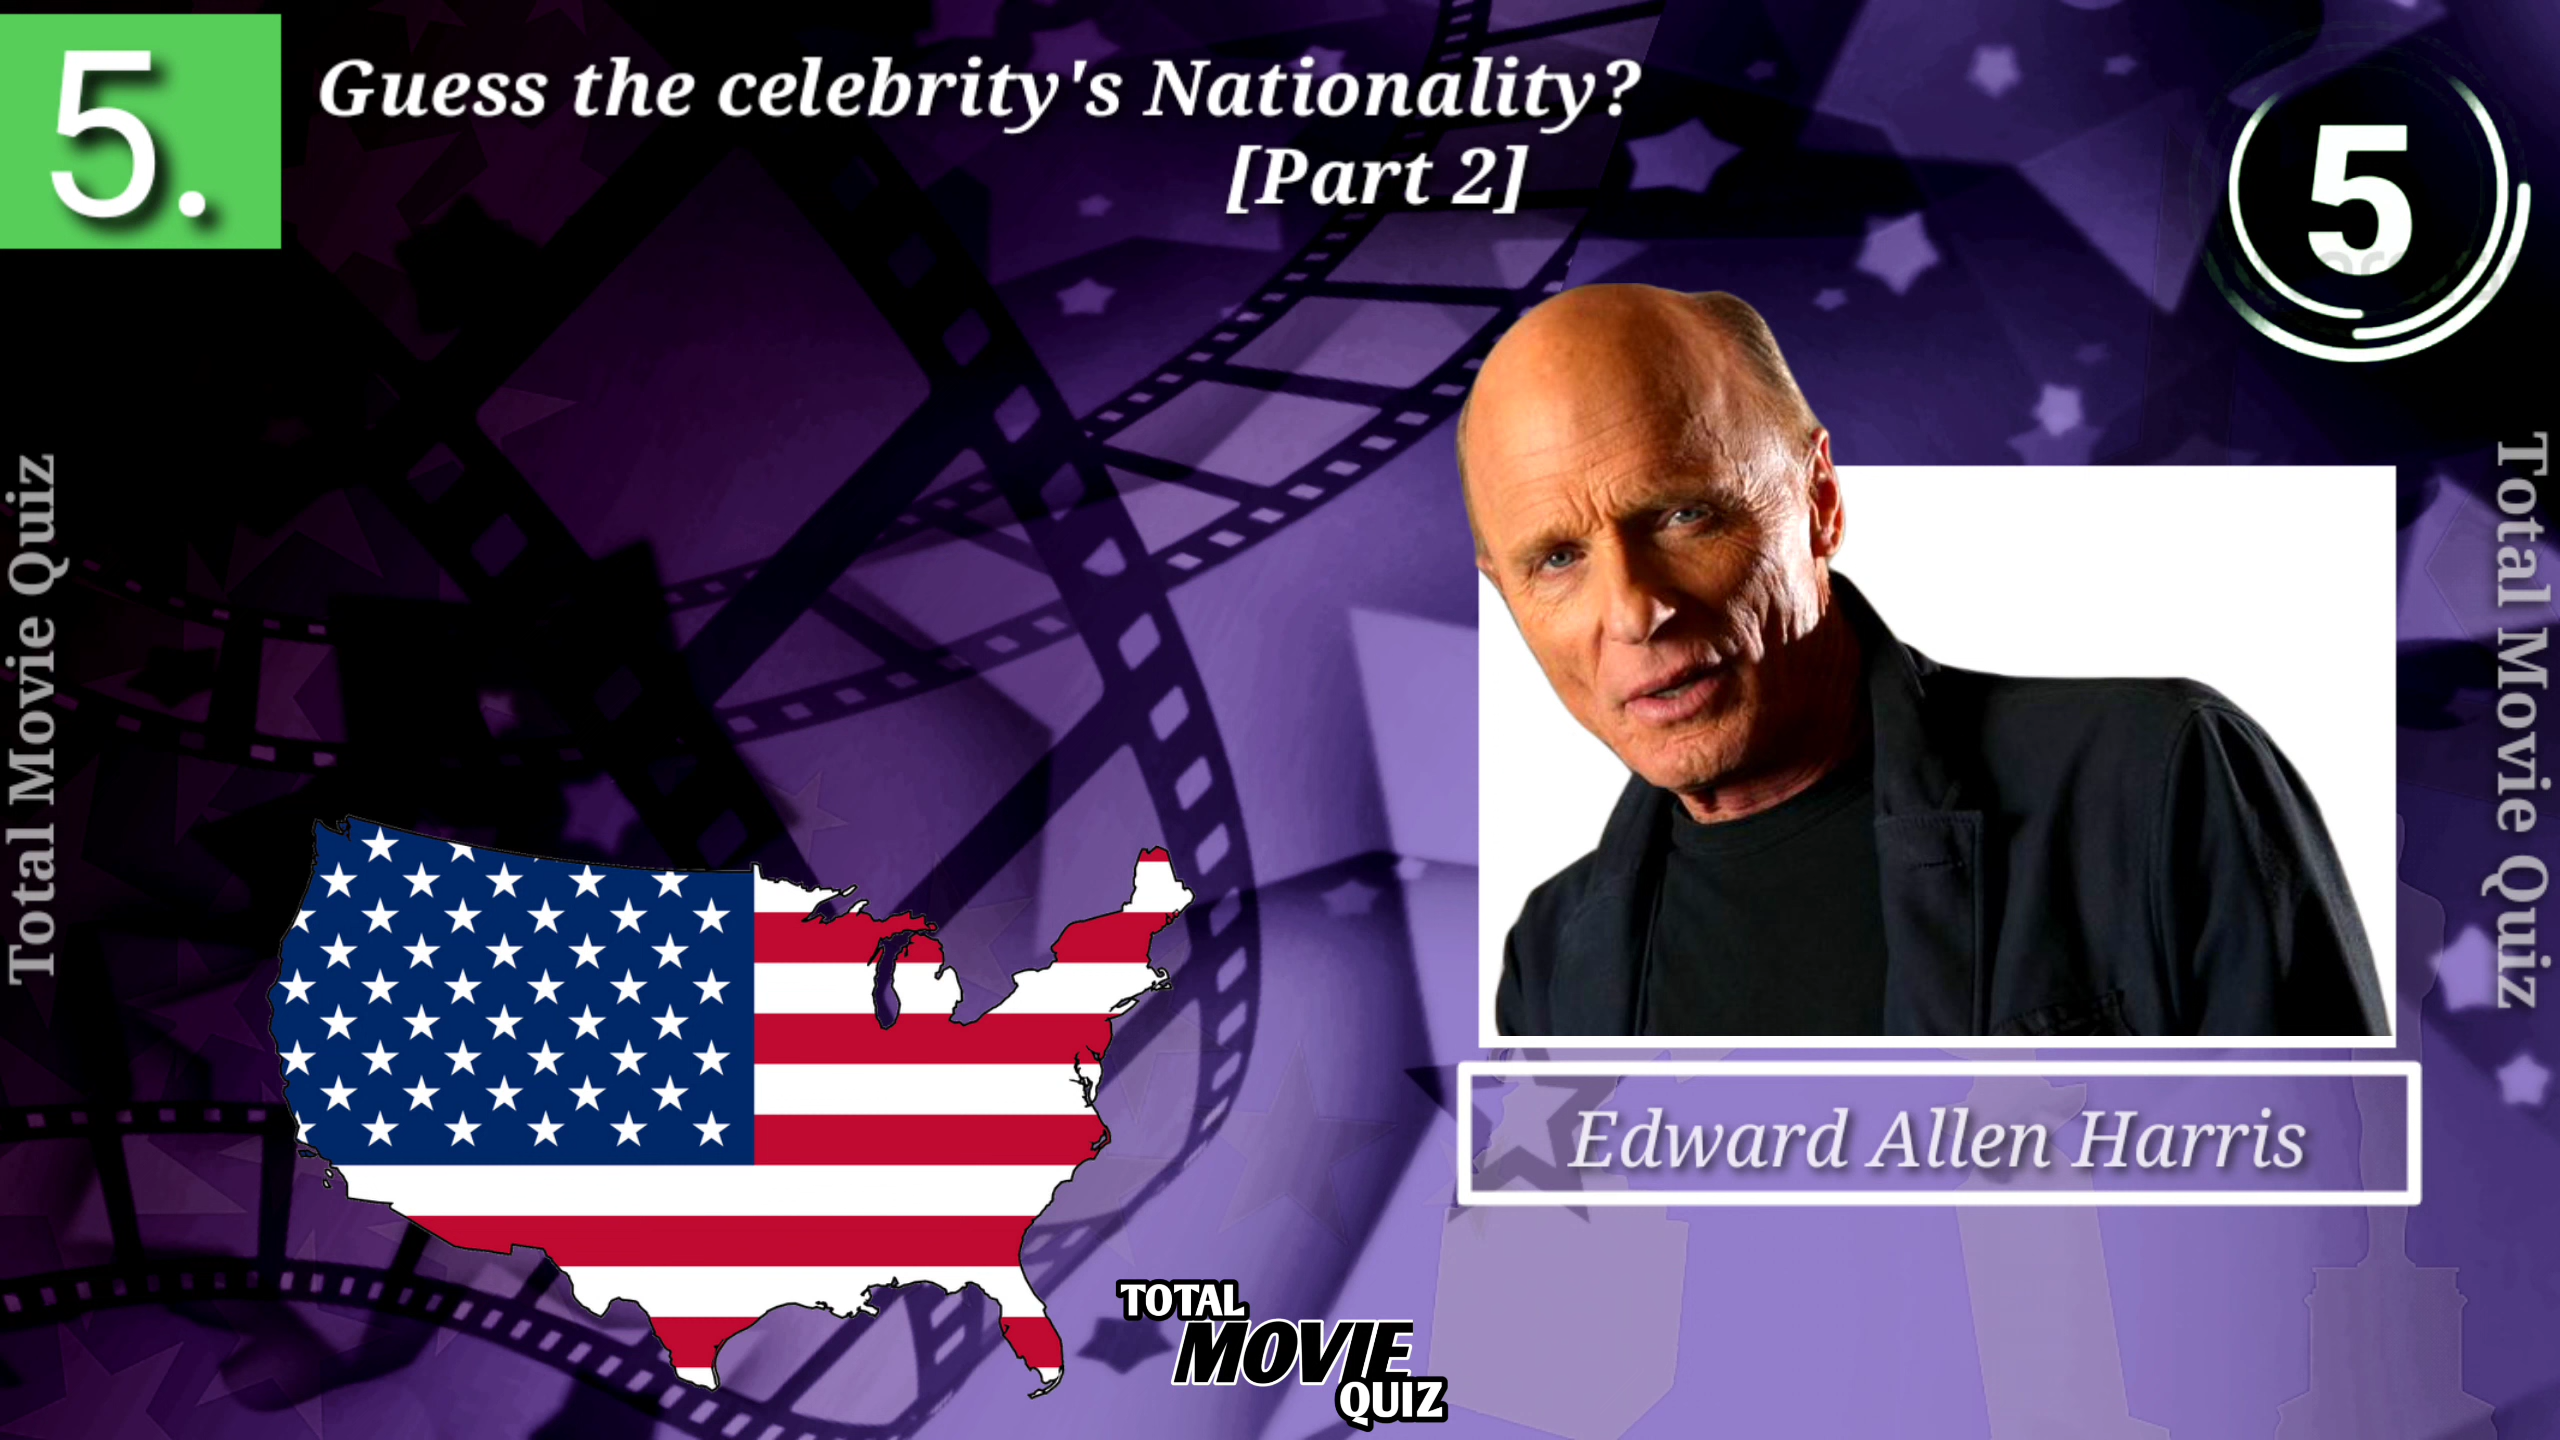 5.
Guess the celebrity's Nationality?
[Part 2]
5
Total Movie Quiz
Total Movie Quiz
Edward Allen Harris
TOTAL
MOVIE
QUIZ